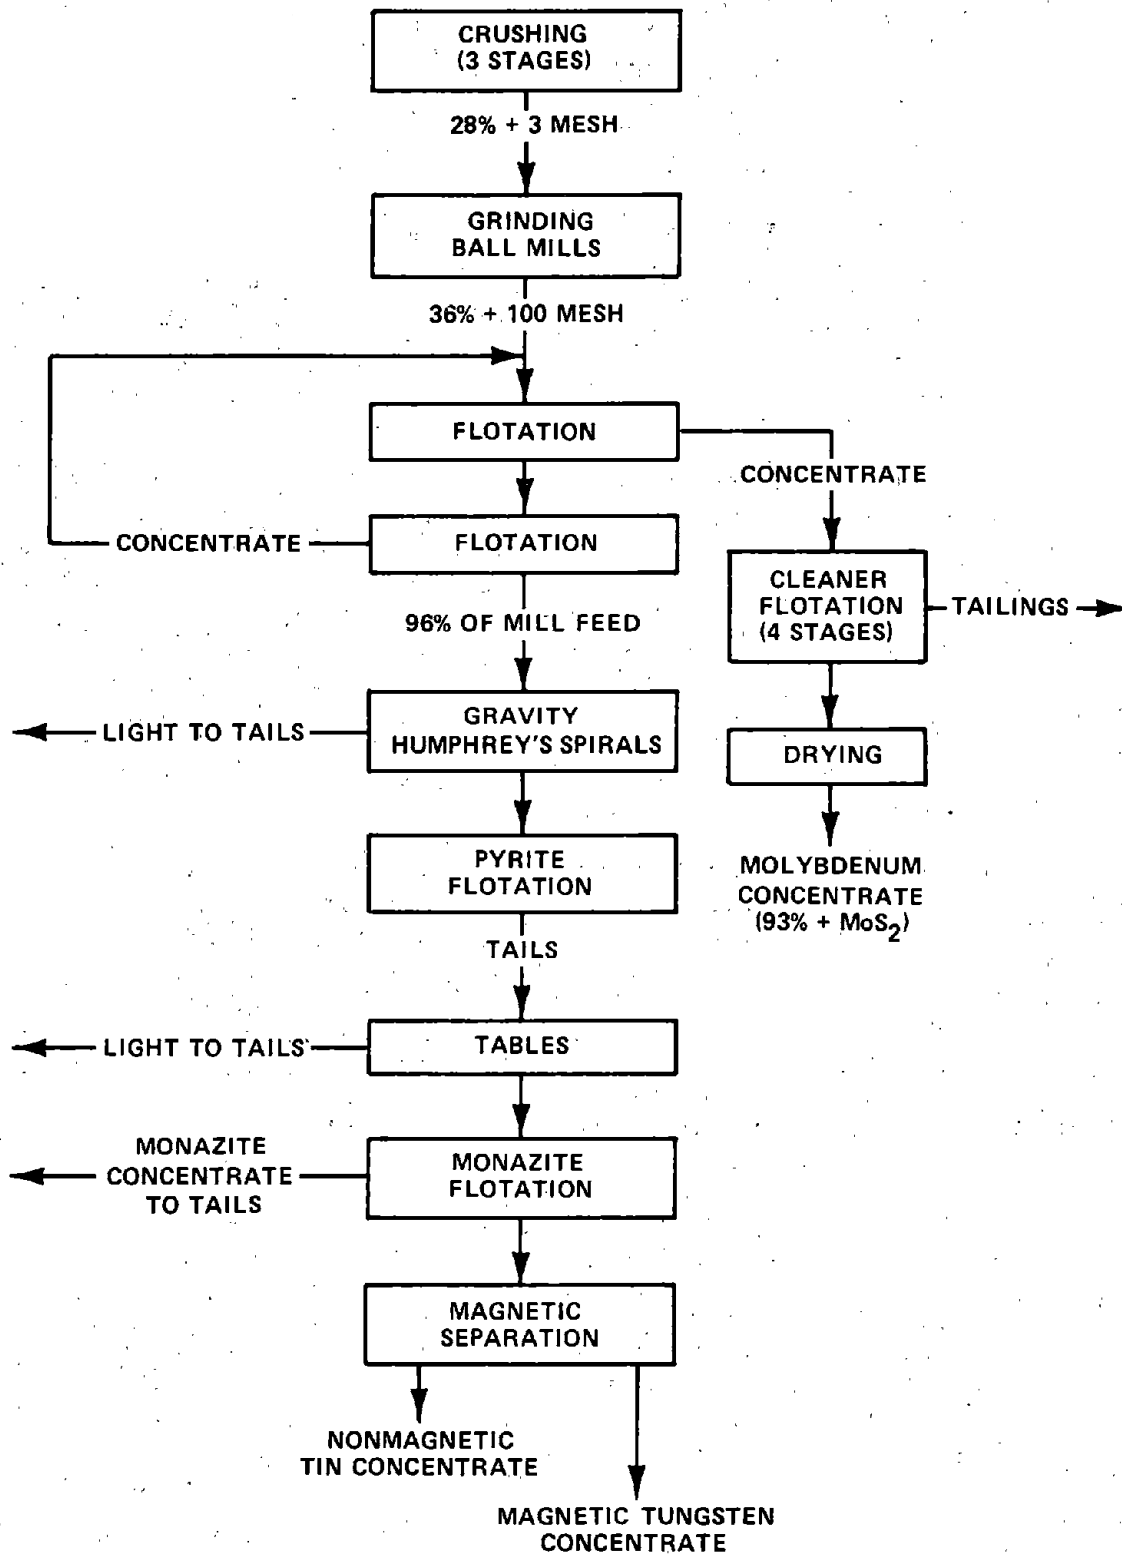 CRUSHING
(3 STAGES)
28% + 3 MESH
GRINDING
BALL MILLS
36% + 100 MESH
FLOTATION
CONCENTRATE
CONCENTRATE
FLOTATION
CLEANER
FLOTATION
(4 STAGES)
TAILINGS
96% OF MILL FEED
LIGHT TO TAILS
GRAVITY
HUMPHREY'S SPIRALS
DRYING
PYRITE
FLOTATION
MOLYBDENUM
CONCENTRATE
(93% + MoS2)
TAILS
LIGHT TO TAILS
TABLES
MONAZITE
CONCENTRATE
TO TAILS
MONAZITE
FLOTATION
MAGNETIC
SEPARATION
NONMAGNETIC
TIN CONCENTRATE
MAGNETIC TUNGSTEN
CONCENTRATE